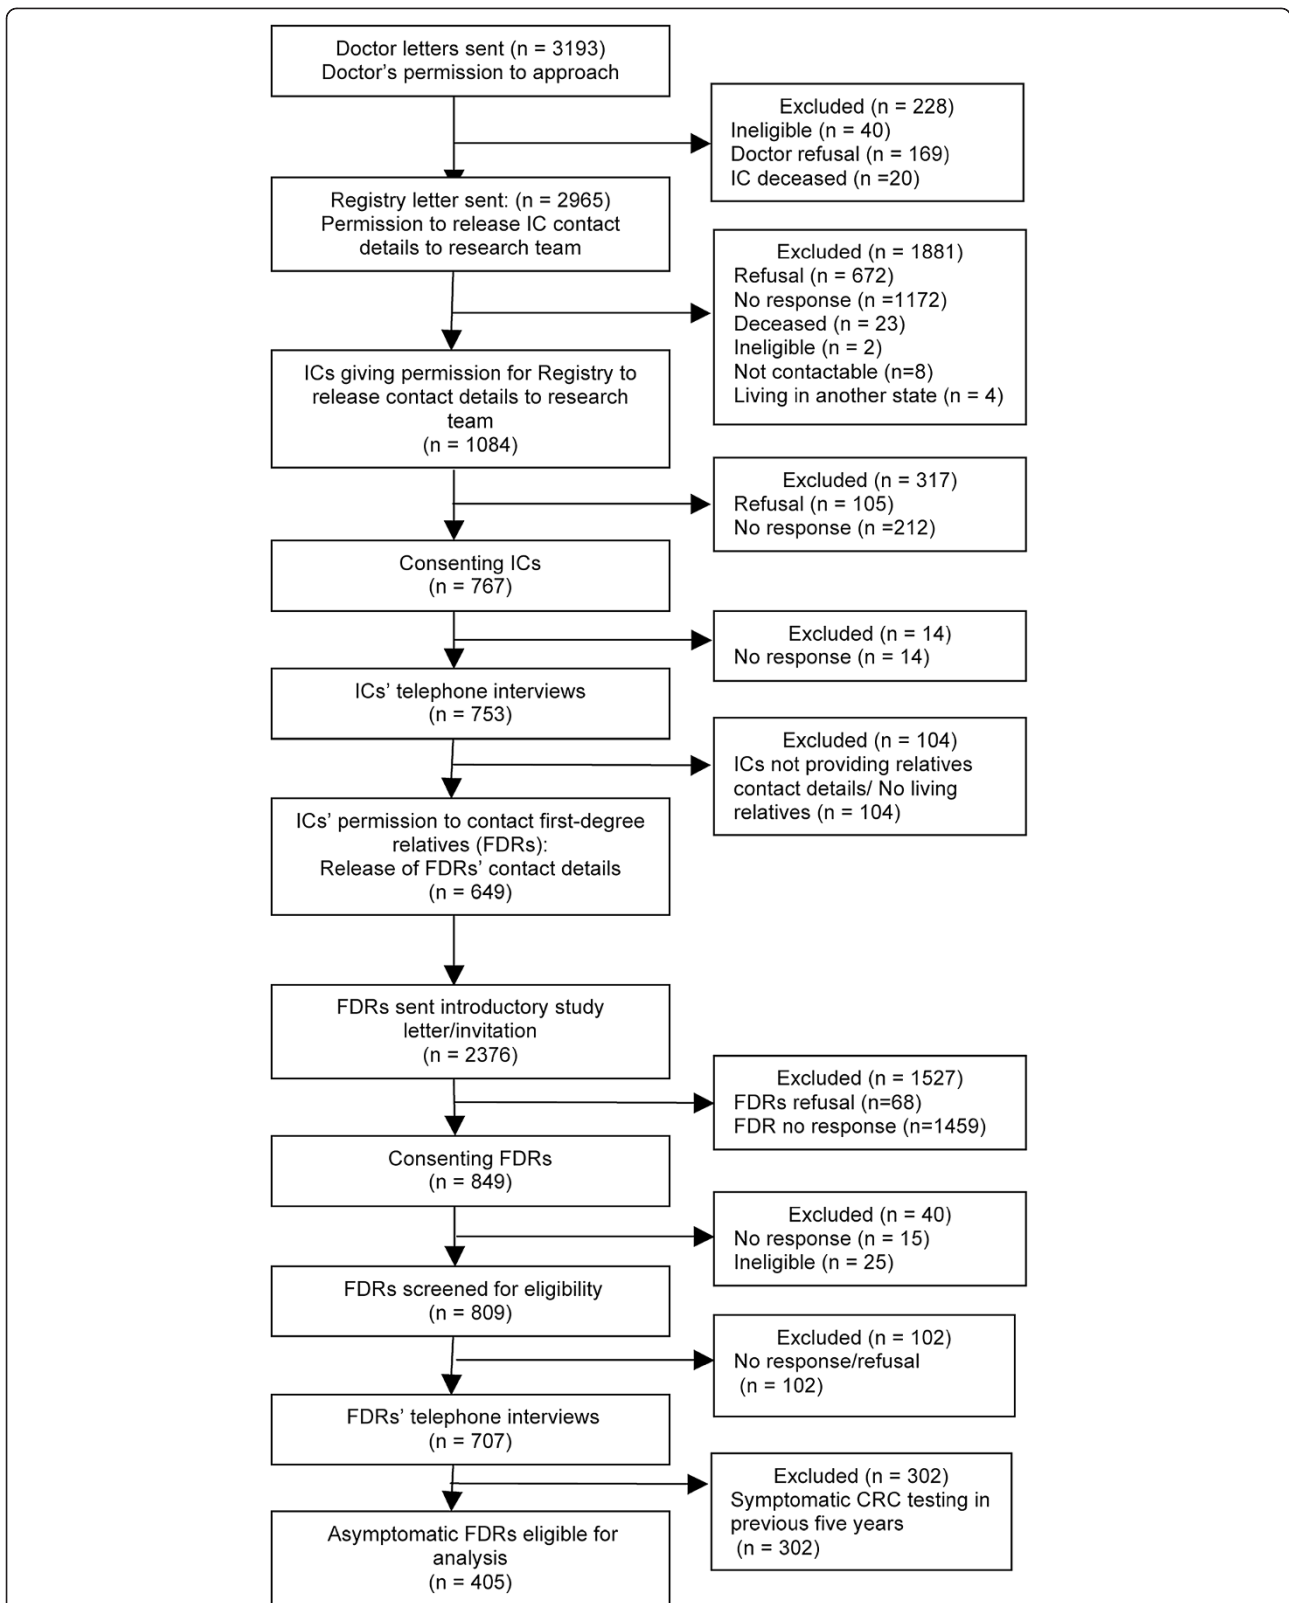 Doctor letters sent (n = 3193)
Doctor's permission to approach
Excluded (n = 228)
Ineligible (n = 40)
Doctor refusal (n = 169)
IC deceased (n =20)
Registry letter sent: (n = 2965)
Permission to release IC contact
details to research team
Excluded (n = 1881)
Refusal (n = 672)
No response (n =1172)
Deceased (n = 23)
Ineligible (n = 2)
Not contactable (n=8)
Living in another state (n = 4)
ICs giving permission for Registry to
release contact details to research
team
(n = 1084)
Excluded (n = 317)
Refusal (n = 105)
No response (n =212)
Consenting ICs
(n = 767)
Excluded (n = 14)
No response (n = 14)
ICs' telephone interviews
(n = 753)
Excluded (n = 104)
ICs not providing relatives
contact details/ No living
relatives (n = 104)
ICs' permission to contact first-degree
relatives (FDRs):
Release of FDRs' contact details
(n = 649)
FDRs sent introductory study
letter/invitation
(n = 2376)
Excluded (n = 1527)
FDRs refusal (n=68)
FDR no response (n=1459)
Consenting FDRs
(n = 849)
Excluded (n = 40)
No response (n = 15)
Ineligible (n = 25)
FDRs screened for eligibility
(n = 809)
Excluded (n = 102)
No response/refusal
(n = 102)
FDRs' telephone interviews
(n = 707)
Excluded (n = 302)
Symptomatic CRC testing in
previous five years
(n = 302)
Asymptomatic FDRs eligible for
analysis
(n = 405)